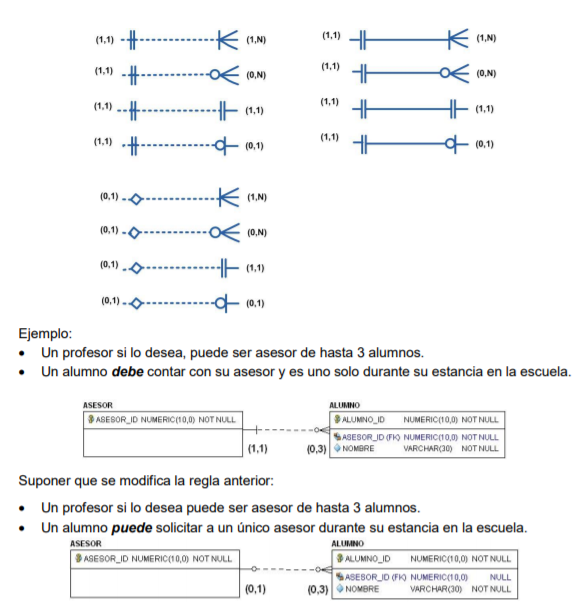 (1,1) (1,N) (1,1) (1,N)
(1,1) (0,N) (1,1) (0,N)
(1,1) (1,1) (1,1) (1,1)
(1,1) (0,1) (1,1) (0,1)
(0,1) (1,N)
(0,1) (0,N)
(0,1) (1,1)
(0,1) (0,1)
Ejemplo:
• Un profesor si lo desea, puede ser asesor de hasta 3 alumnos.
• Un alumno debe contar con su asesor y es uno solo durante su estancia en la escuela.
ASESOR ALUMNO
ASESOR_ID NUMERIC(10,0) NOT NULL ALUMNO_ID NUMERIC(10,0) NOT NULL
ASESOR_ID (FK) NUMERIC(10,0) NOT NULL
(1,1) (0,3) NOMBRE VARCHAR(30) NOT NULL
Suponer que se modifica la regla anterior:
• Un profesor si lo desea puede ser asesor de hasta 3 alumnos.
• Un alumno puede solicitar a un único asesor durante su estancia en la escuela.
ASESOR ALUMNO
ASESOR_ID NUMERIC(10,0) NOT NULL ALUMNO_ID NUMERIC(10,0) NOT NULL
ASESOR_ID (FK) NUMERIC(10,0) NULL
(0,1) (0,3) NOMBRE VARCHAR(30) NOT NULL